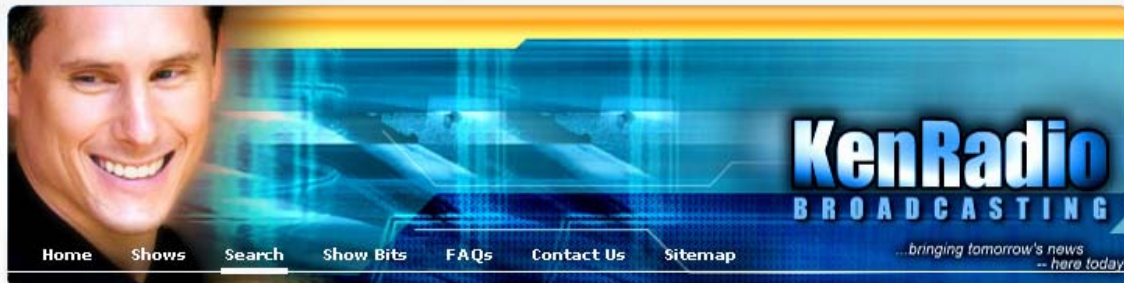 KenRadio
BROADCASTING
Home Shows Search Show Bits FAQs Contact Us Sitemap
...bringing tomorrow's news
-- here today